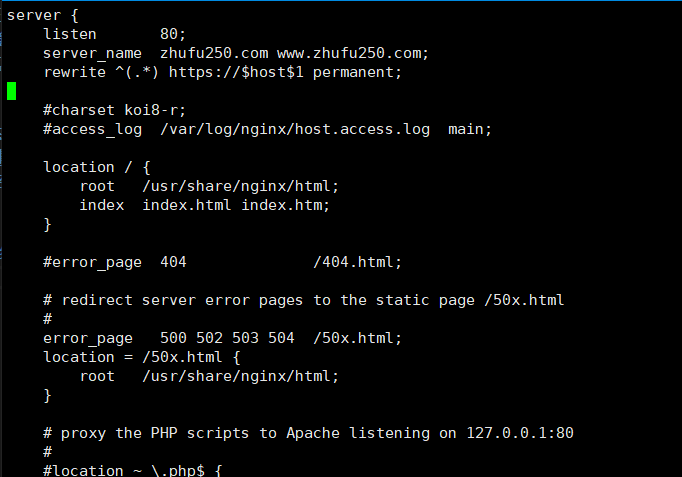 server {
    listen       80;
    server_name  zhufu250.com www.zhufu250.com;
    rewrite ^(.*) https://$host$1 permanent;
    #charset koi8-r;
    #access_log  /var/log/nginx/host.access.log  main;
    location / {
        root   /usr/share/nginx/html;
        index  index.html index.htm;
    }
    #error_page  404              /404.html;
    # redirect server error pages to the static page /50x.html
    #
    error_page   500 502 503 504  /50x.html;
    location = /50x.html {
        root   /usr/share/nginx/html;
    }
    # proxy the PHP scripts to Apache listening on 127.0.0.1:80
    #
    #location ~ \.php$ {